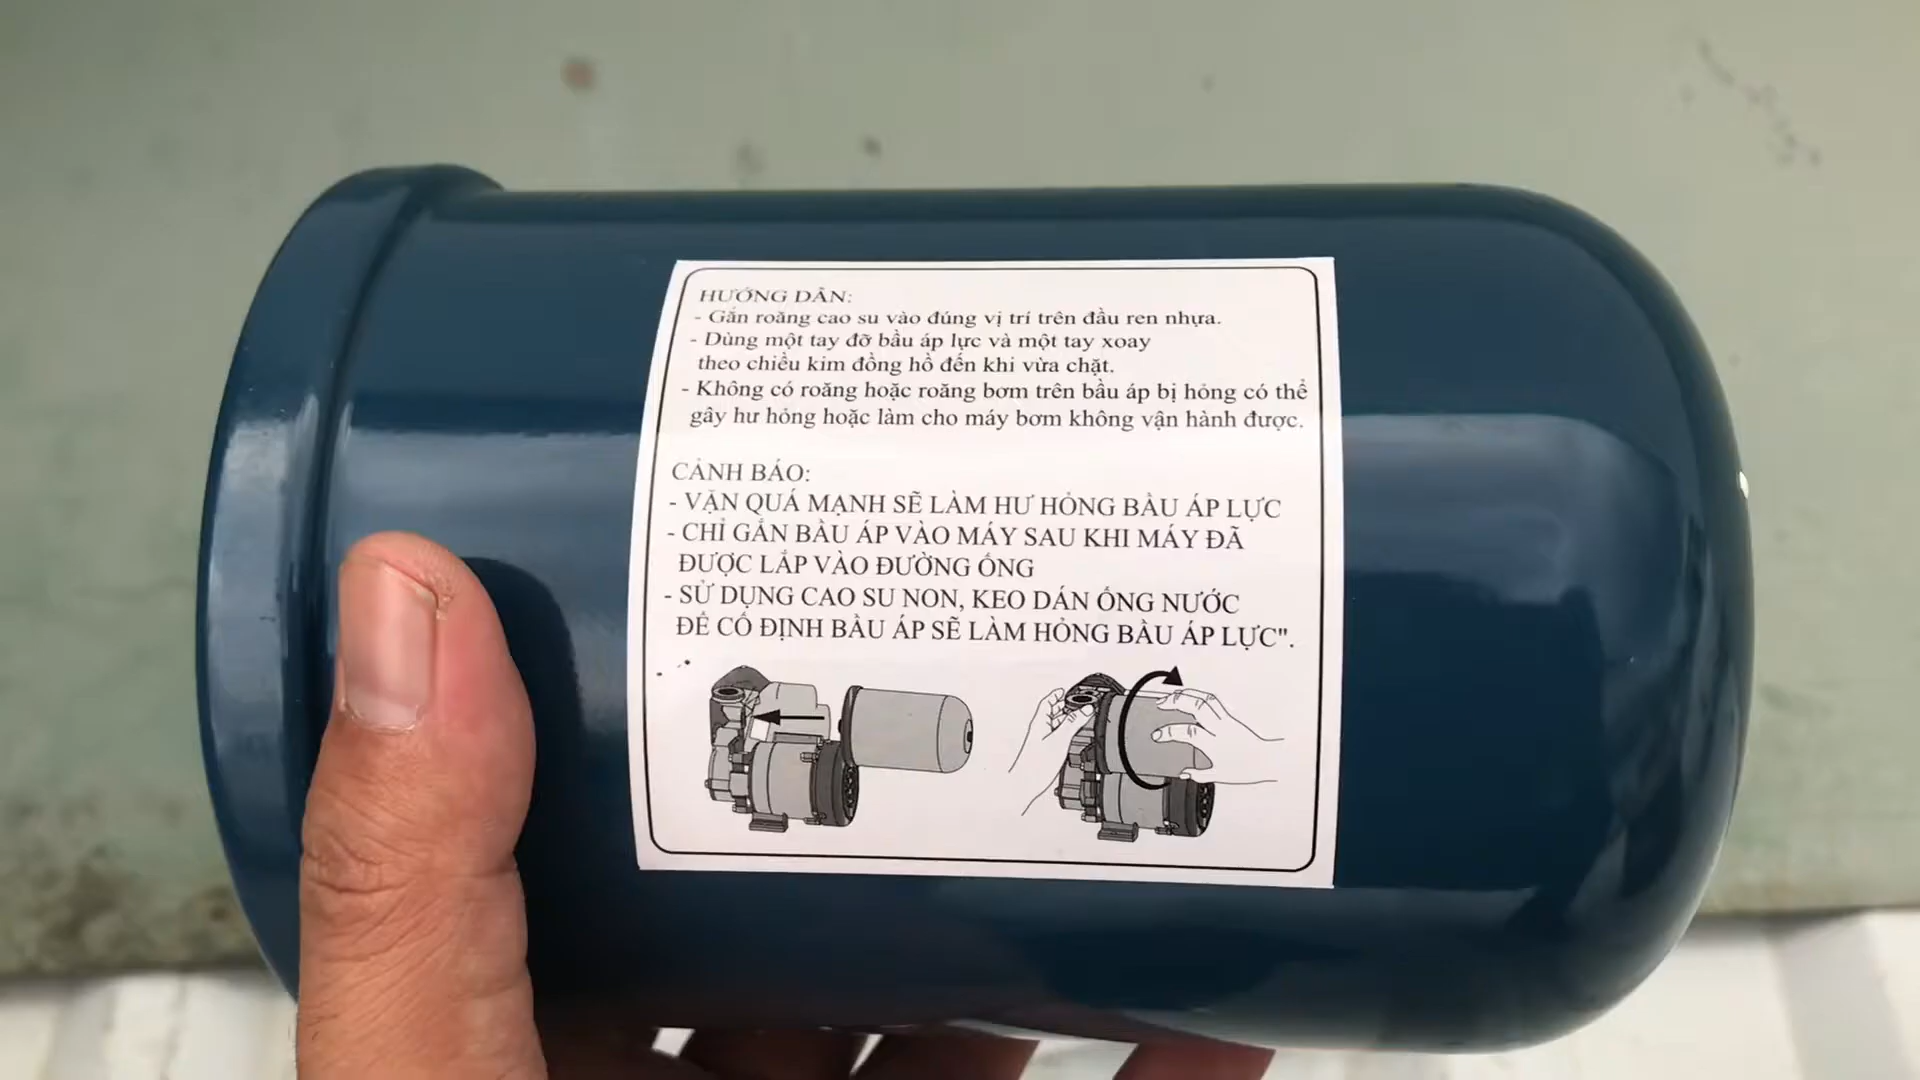 HƯỚNG DẪN:
- Gắn roăng cao su vào đúng vị trí trên đầu ren nhựa.
- Dùng một tay đỡ bầu áp lực và một tay xoay
theo chiều kim đồng hồ đến khi vừa chặt.
- Không có roăng hoặc roăng bơm trên bầu áp bị hỏng có thể
gây hư hỏng hoặc làm cho máy bơm không vận hành được.
CẢNH BÁO:
- VẶN QUÁ MẠNH SẼ LÀM HƯ HỎNG BẦU ÁP LỰC
- CHỈ GẮN BẦU ÁP VÀO MÁY SAU KHI MÁY ĐÃ
ĐƯỢC LẮP VÀO ĐƯỜNG ỐNG
- SỬ DỤNG CAO SU NON, KEO DÁN ỐNG NƯỚC
ĐỂ CỐ ĐỊNH BẦU ÁP SẼ LÀM HỎNG BẦU ÁP LỰC".